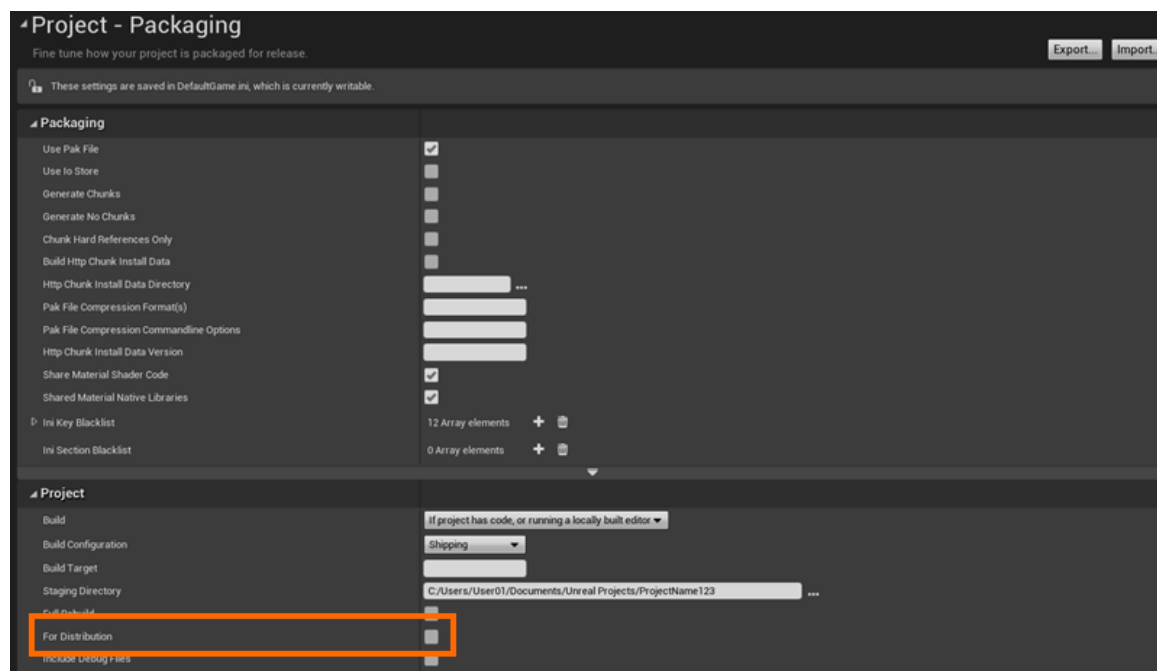 Project - Packaging
Fine tune how your project is packaged for release.
Export... Import..
These settings are saved in DefaultGame.ini, which is currently writable.
Packaging
Use Pak File
Use Io Store
Generate Chunks
Generate No Chunks
Chunk Hard References Only
Build Http Chunk Install Data
Http Chunk Install Data Directory ...
Pak File Compression Format(s)
Pak File Compression Commandline Options
Http Chunk Install Data Version
Share Material Shader Code
Shared Material Native Libraries
Ini Key Blacklist 12 Array elements
Ini Section Blacklist 0 Array elements
Project
Build If project has code, or running a locally built editor
Build Configuration Shipping
Build Target
Staging Directory C:/Users/User01/Documents/Unreal Projects/ProjectName123 ...
Full Rebuild
For Distribution
Include Debug Files